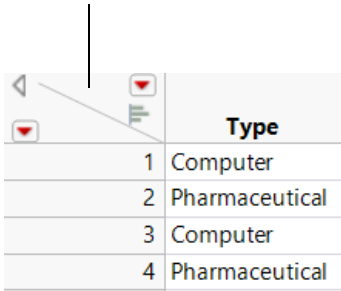 Type
1 Computer
2 Pharmaceutical
3 Computer
4 Pharmaceutical